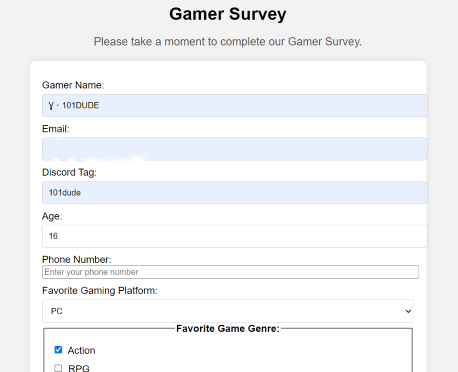 Gamer Survey
Please take a moment to complete our Gamer Survey.
Gamer Name:
Ɣ · 101DUDE
Email:
Discord Tag:
101dude
Age:
16
Phone Number:
Enter your phone number
Favorite Gaming Platform:
PC
Favorite Game Genre:
Action
RPG